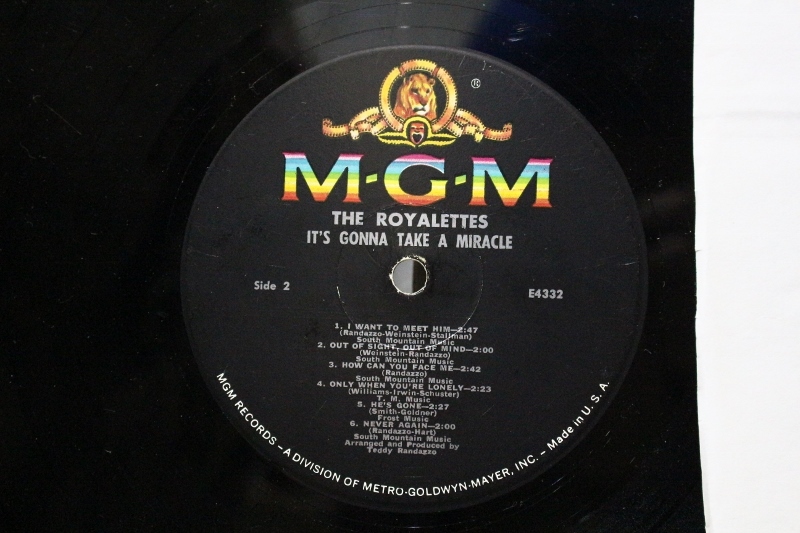 ®
M-G-M
THE ROYALETTES
IT'S GONNA TAKE A MIRACLE
Side 2
E4332
1. I WANT TO MEET HIM—2:47
(Randazzo-Weinstein-Stallman)
South Mountain Music
2. OUT OF SIGHT, OUT OF MIND—2:00
(Weinstein-Randazzo)
South Mountain Music
3. HOW CAN YOU FACE ME—2:42
(Randazzo)
South Mountain Music
4. ONLY WHEN YOU'RE LONELY—2:23
(Williams-Irwin-Schuster)
T. M. Music
5. HE'S GONE—2:27
(Smith-Goldner)
Frost Music
6. NEVER AGAIN—2:00
(Randazzo-Hart)
South Mountain Music
Arranged and Produced by
Teddy Randazzo
MGM RECORDS – A DIVISION OF METRO-GOLDWYN-MAYER, INC. – Made in U. S. A.